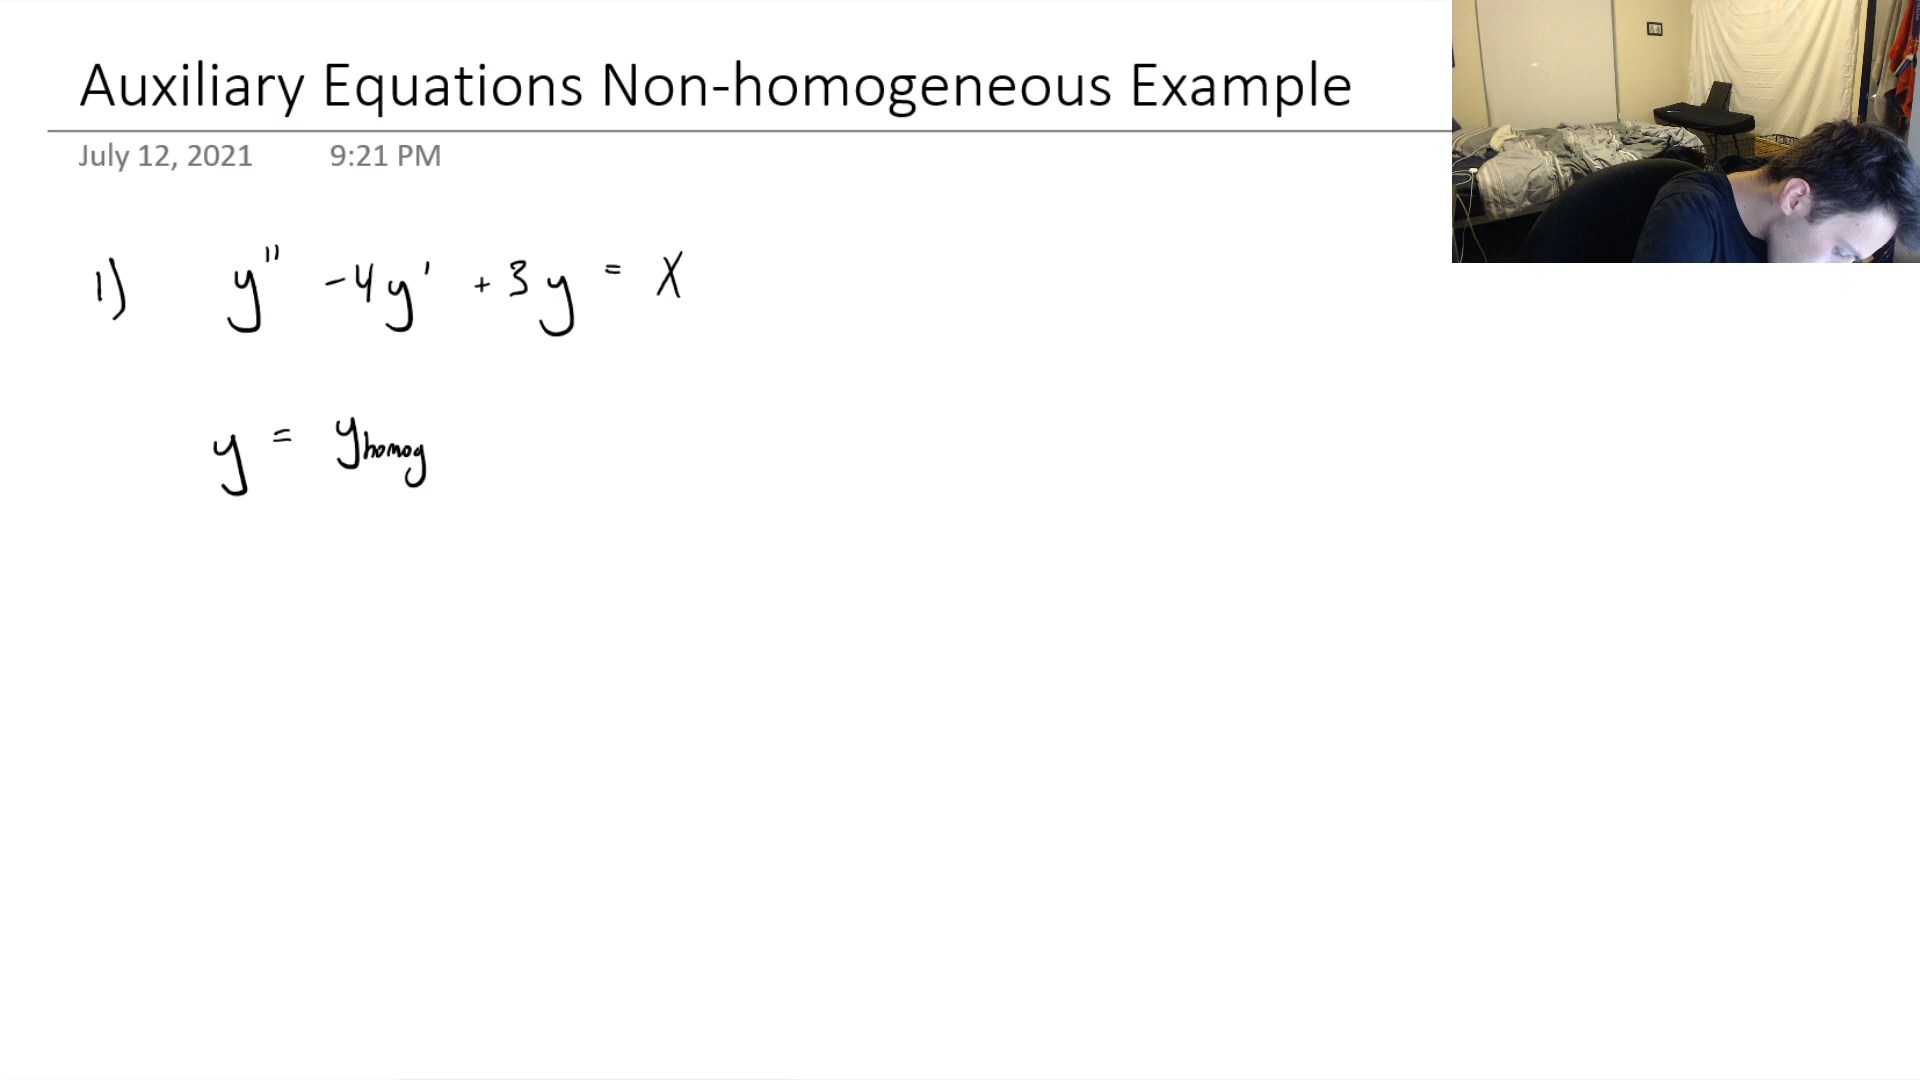 Auxiliary Equations Non-homogeneous Example
July 12, 2021 9:21 PM
1) y'' -4y' + 3y = x
y = yhomog